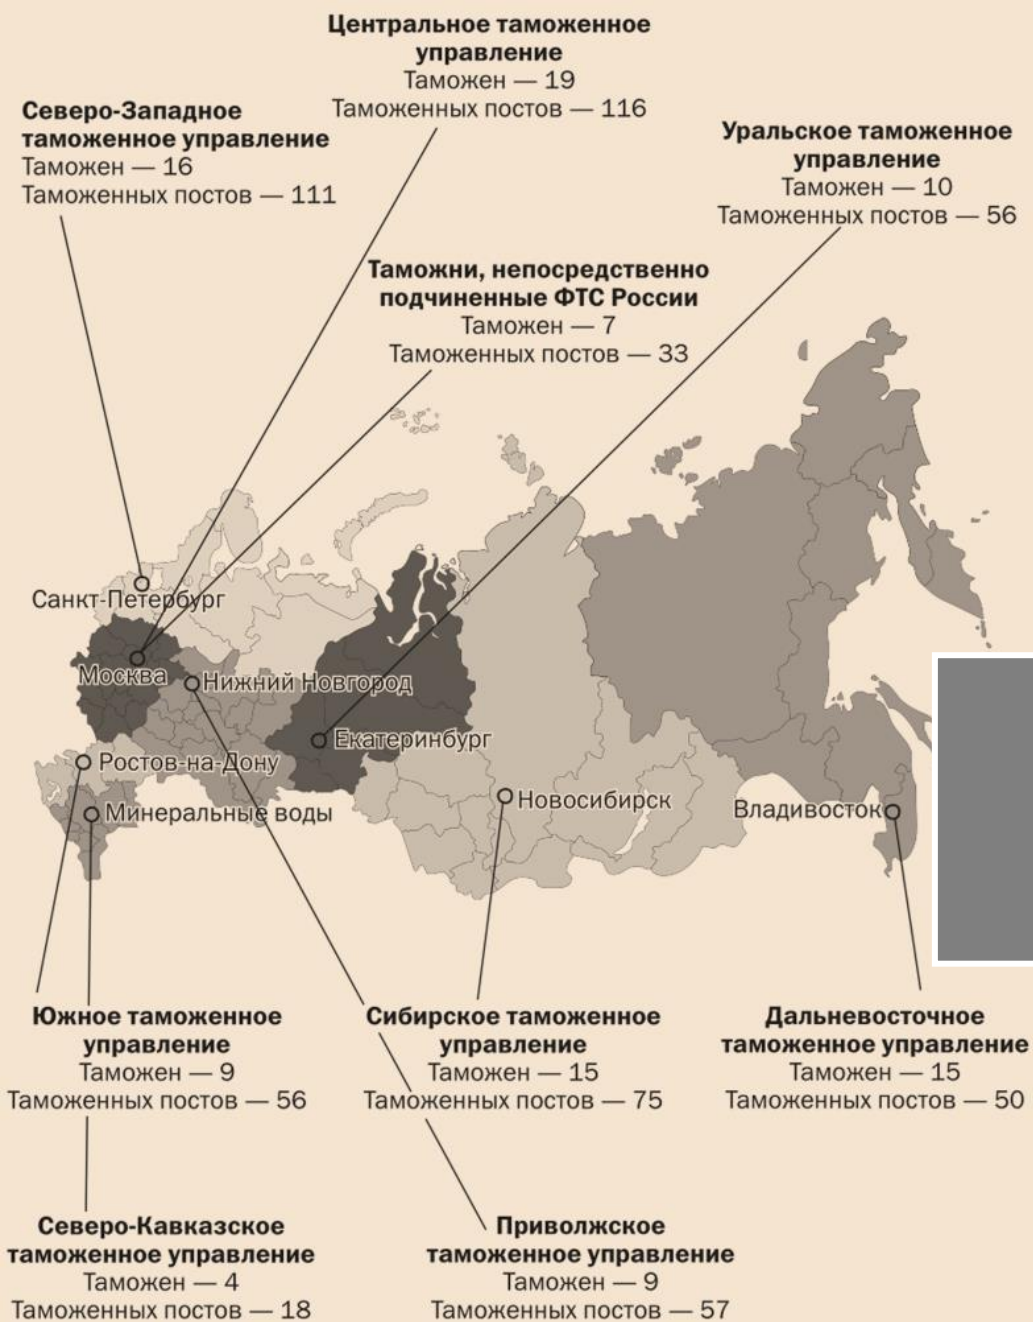 Центральное таможенное
управление
Таможен — 19
Таможенных постов — 116
Северо-Западное
таможенное управление
Таможен — 16
Таможенных постов — 111
Уральское таможенное
управление
Таможен — 10
Таможенных постов — 56
Таможни, непосредственно
подчиненные ФТС России
Таможен — 7
Таможенных постов — 33
Санкт-Петербург
Москва
Нижний Новгород
Екатеринбург
Ростов-на-Дону
Минеральные воды
Новосибирск
Владивосток
Южное таможенное
управление
Таможен — 9
Таможенных постов — 56
Сибирское таможенное
управление
Таможен — 15
Таможенных постов — 75
Дальневосточное
таможенное управление
Таможен — 15
Таможенных постов — 50
Северо-Кавказское
таможенное управление
Таможен — 4
Таможенных постов — 18
Приволжское
таможенное управление
Таможен — 9
Таможенных постов — 57